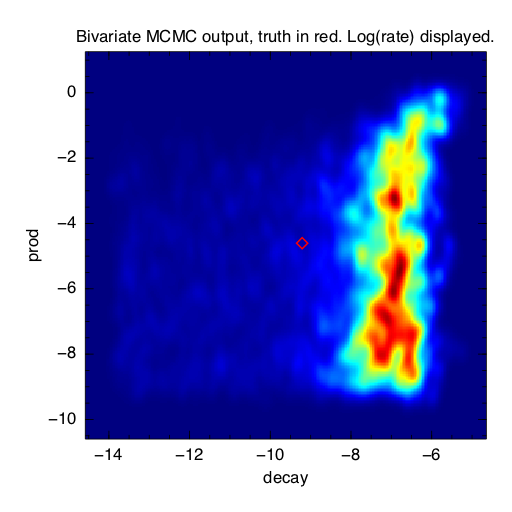 Bivariate MCMC output, truth in red. Log(rate) displayed.
0
−2
−4
−6
−8
−10
prod
−14 −12 −10 −8 −6
decay